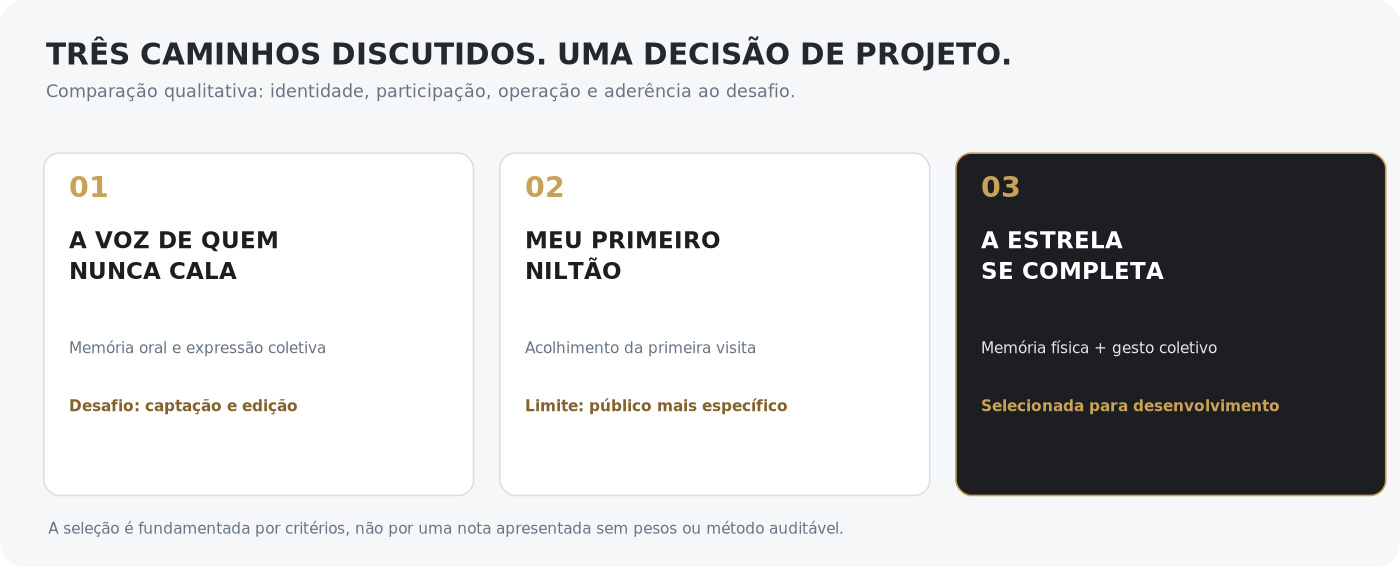 TRÊS CAMINHOS DISCUTIDOS. UMA DECISÃO DE PROJETO.
Comparação qualitativa: identidade, participação, operação e aderência ao desafio.
01
A VOZ DE QUEM
NUNCA CALA
Memória oral e expressão coletiva
Desafio: captação e edição
02
MEU PRIMEIRO
NILTÃO
Acolhimento da primeira visita
Limite: público mais específico
03
A ESTRELA
SE COMPLETA
Memória física + gesto coletivo
Selecionada para desenvolvimento
A seleção é fundamentada por critérios, não por uma nota apresentada sem pesos ou método auditável.